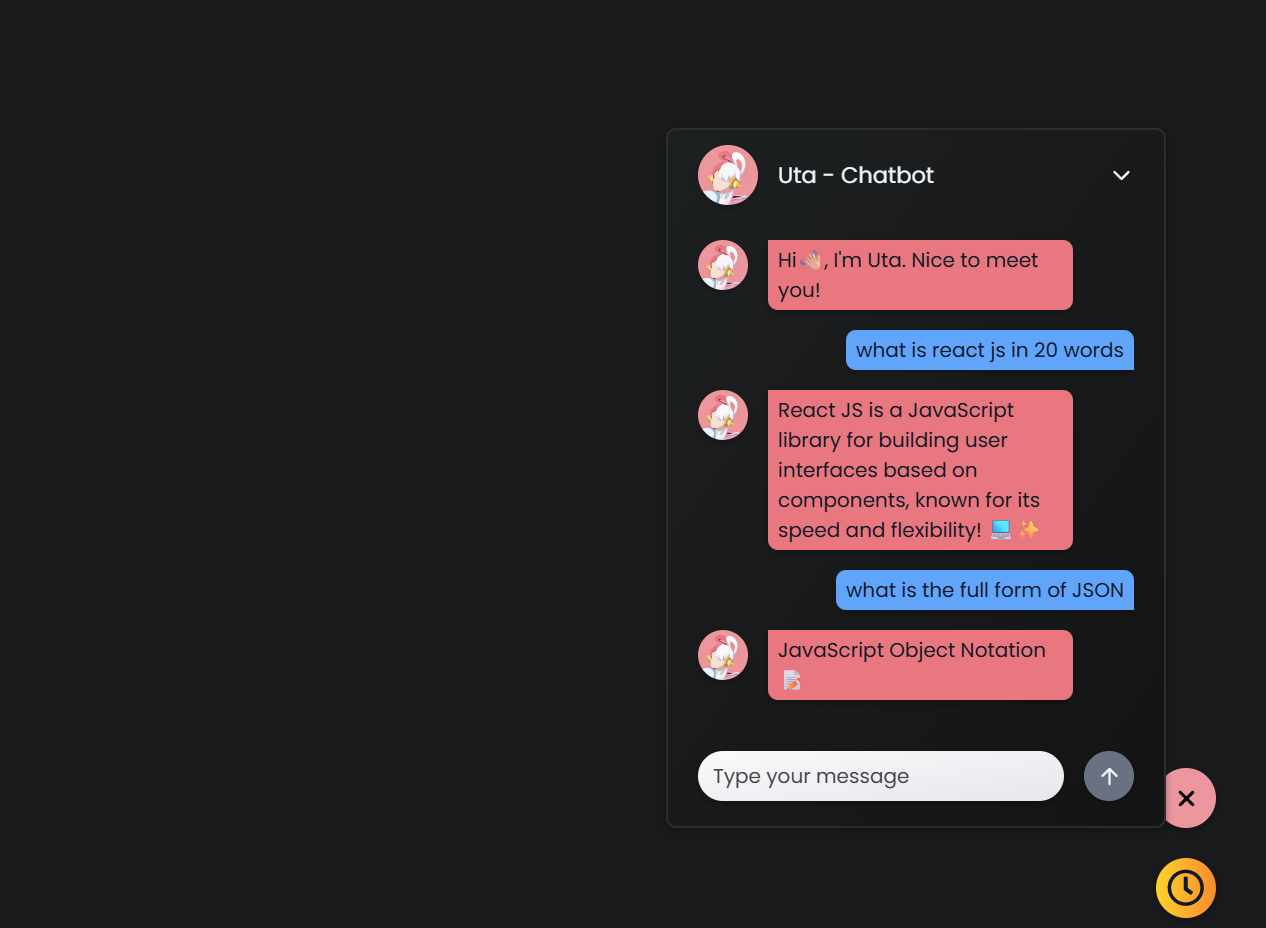 Uta - Chatbot
Hi👋🏼, I'm Uta. Nice to meet
you!
what is react js in 20 words
React JS is a JavaScript
library for building user
interfaces based on
components, known for its
speed and flexibility! 💻 ✨
what is the full form of JSON
JavaScript Object Notation
📝
Type your message